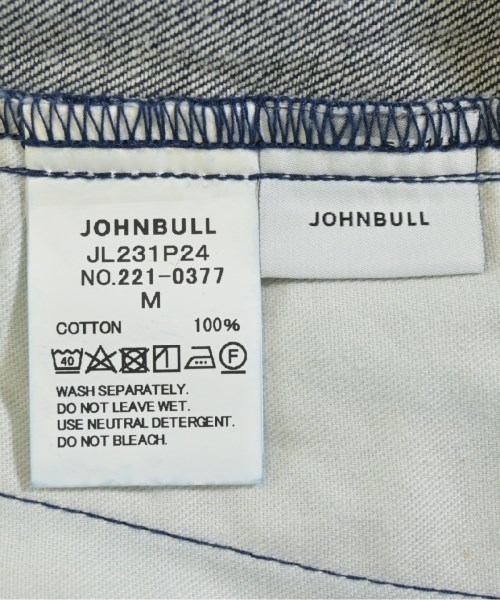 JOHNBULL
JL231P24
NO.221-0377
M
COTTON 100%
40
F
WASH SEPARATELY.
DO NOT LEAVE WET.
USE NEUTRAL DETERGENT.
DO NOT BLEACH.
JOHNBULL